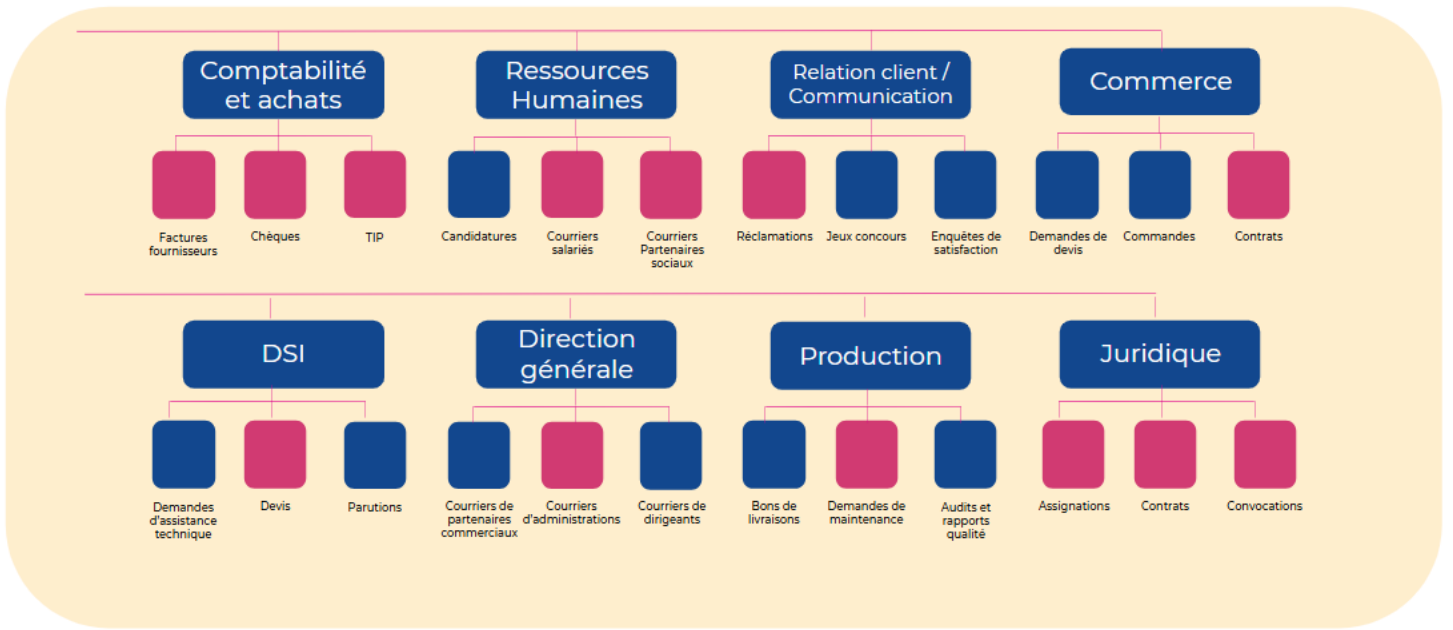 Comptabilité
et achats
Ressources
Humaines
Relation client /
Communication
Commerce
Factures
fournisseurs
Chèques
TIP
Candidatures
Courriers
salariés
Courriers
Partenaires
sociaux
Réclamations
Jeux concours
Enquêtes de
satisfaction
Demandes de
devis
Commandes
Contrats
DSI
Direction
générale
Production
Juridique
Demandes
d'assistance
technique
Devis
Parutions
Courriers de
partenaires
commerciaux
Courriers
d'administrations
Courriers de
dirigeants
Bons de
livraisons
Demandes de
maintenance
Audits et
rapports
qualité
Assignations
Contrats
Convocations